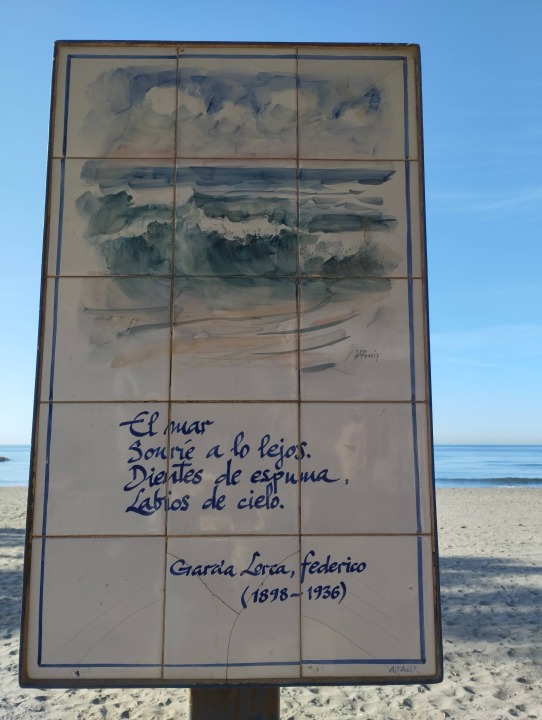 El mar
Sonríe a lo lejos.
Dientes de espuma,
Labios de cielo.
García Lorca, federico
(1898-1936)